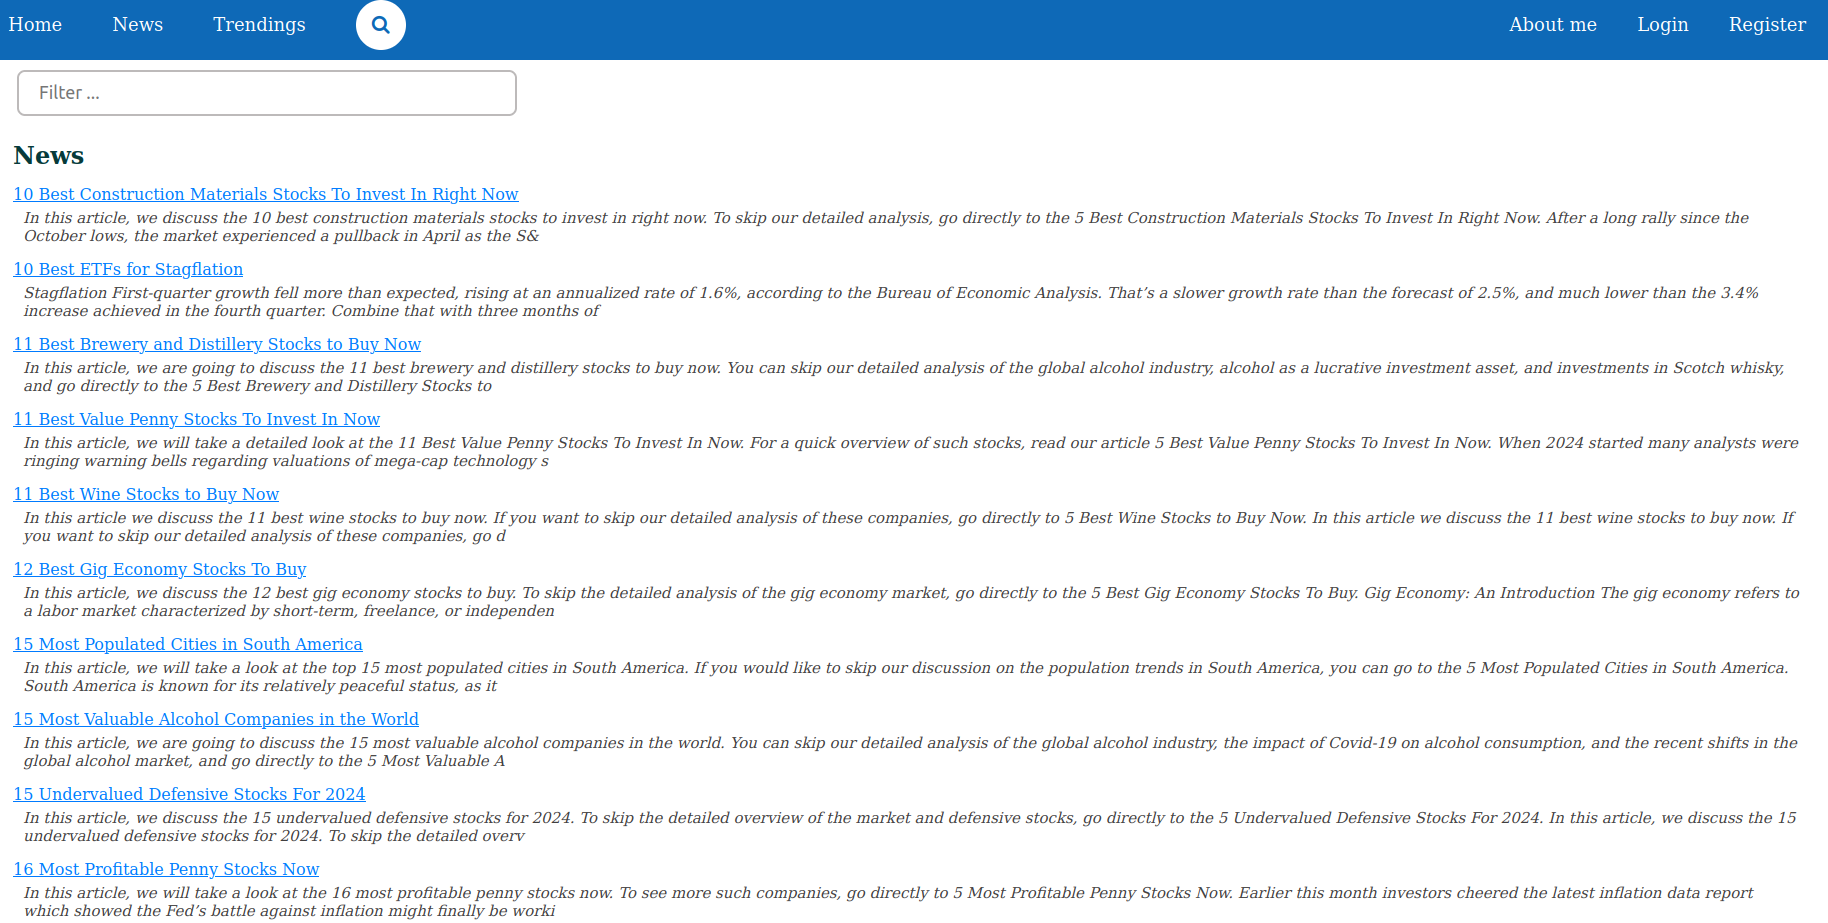 Home News Trendings About me Login Register
Filter ...
News
10 Best Construction Materials Stocks To Invest In Right Now
In this article, we discuss the 10 best construction materials stocks to invest in right now. To skip our detailed analysis, go directly to the 5 Best Construction Materials Stocks To Invest In Right Now. After a long rally since the
October lows, the market experienced a pullback in April as the S&
10 Best ETFs for Stagflation
Stagflation First-quarter growth fell more than expected, rising at an annualized rate of 1.6%, according to the Bureau of Economic Analysis. That’s a slower growth rate than the forecast of 2.5%, and much lower than the 3.4%
increase achieved in the fourth quarter. Combine that with three months of
11 Best Brewery and Distillery Stocks to Buy Now
In this article, we are going to discuss the 11 best brewery and distillery stocks to buy now. You can skip our detailed analysis of the global alcohol industry, alcohol as a lucrative investment asset, and investments in Scotch whisky,
and go directly to the 5 Best Brewery and Distillery Stocks to
11 Best Value Penny Stocks To Invest In Now
In this article, we will take a detailed look at the 11 Best Value Penny Stocks To Invest In Now. For a quick overview of such stocks, read our article 5 Best Value Penny Stocks To Invest In Now. When 2024 started many analysts were
ringing warning bells regarding valuations of mega-cap technology s
11 Best Wine Stocks to Buy Now
In this article we discuss the 11 best wine stocks to buy now. If you want to skip our detailed analysis of these companies, go directly to 5 Best Wine Stocks to Buy Now. In this article we discuss the 11 best wine stocks to buy now. If
you want to skip our detailed analysis of these companies, go d
12 Best Gig Economy Stocks To Buy
In this article, we discuss the 12 best gig economy stocks to buy. To skip the detailed analysis of the gig economy market, go directly to the 5 Best Gig Economy Stocks To Buy. Gig Economy: An Introduction The gig economy refers to
a labor market characterized by short-term, freelance, or independen
15 Most Populated Cities in South America
In this article, we will take a look at the top 15 most populated cities in South America. If you would like to skip our discussion on the population trends in South America, you can go to the 5 Most Populated Cities in South America.
South America is known for its relatively peaceful status, as it
15 Most Valuable Alcohol Companies in the World
In this article, we are going to discuss the 15 most valuable alcohol companies in the world. You can skip our detailed analysis of the global alcohol industry, the impact of Covid-19 on alcohol consumption, and the recent shifts in the
global alcohol market, and go directly to the 5 Most Valuable A
15 Undervalued Defensive Stocks For 2024
In this article, we discuss the 15 undervalued defensive stocks for 2024. To skip the detailed overview of the market and defensive stocks, go directly to the 5 Undervalued Defensive Stocks For 2024. In this article, we discuss the 15
undervalued defensive stocks for 2024. To skip the detailed overv
16 Most Profitable Penny Stocks Now
In this article, we will take a look at the 16 most profitable penny stocks now. To see more such companies, go directly to 5 Most Profitable Penny Stocks Now. Earlier this month investors cheered the latest inflation data report
which showed the Fed’s battle against inflation might finally be worki